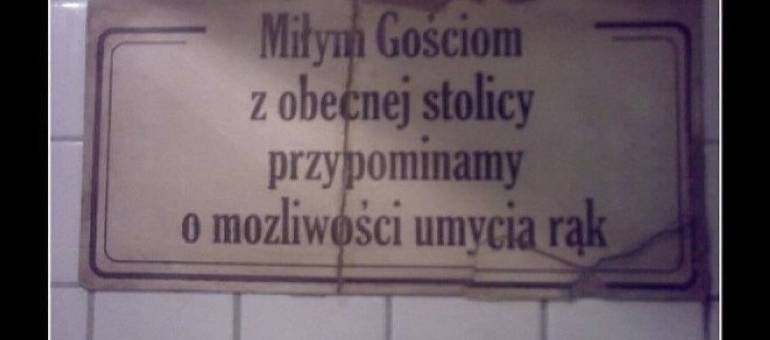 Miłym Gościom
z obecnej stolicy
przypominamy
o mozliwości umycia rąk